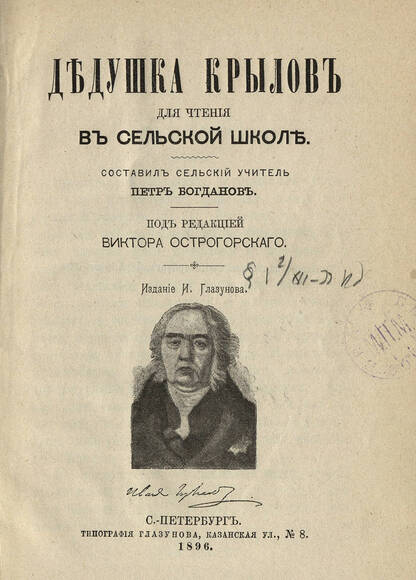 ДѢДУШКА КРЫЛОВЪ
ДЛЯ ЧТЕНІЯ
ВЪ СЕЛЬСКОЙ ШКОЛѢ.
СОСТАВИЛЪ СЕЛЬСКІЙ УЧИТЕЛЬ
ПЕТРЪ БОГДАНОВЪ.
ПОДЪ РЕДАКЦІЕЙ
ВИКТОРА ОСТРОГОРСКАГО.
Изданіе И. Глазунова.
С.-ПЕТЕРБУРГЪ.
ТИПОГРАФІЯ ГЛАЗУНОВА, КАЗАНСКАЯ УЛ., № 8.
1896.